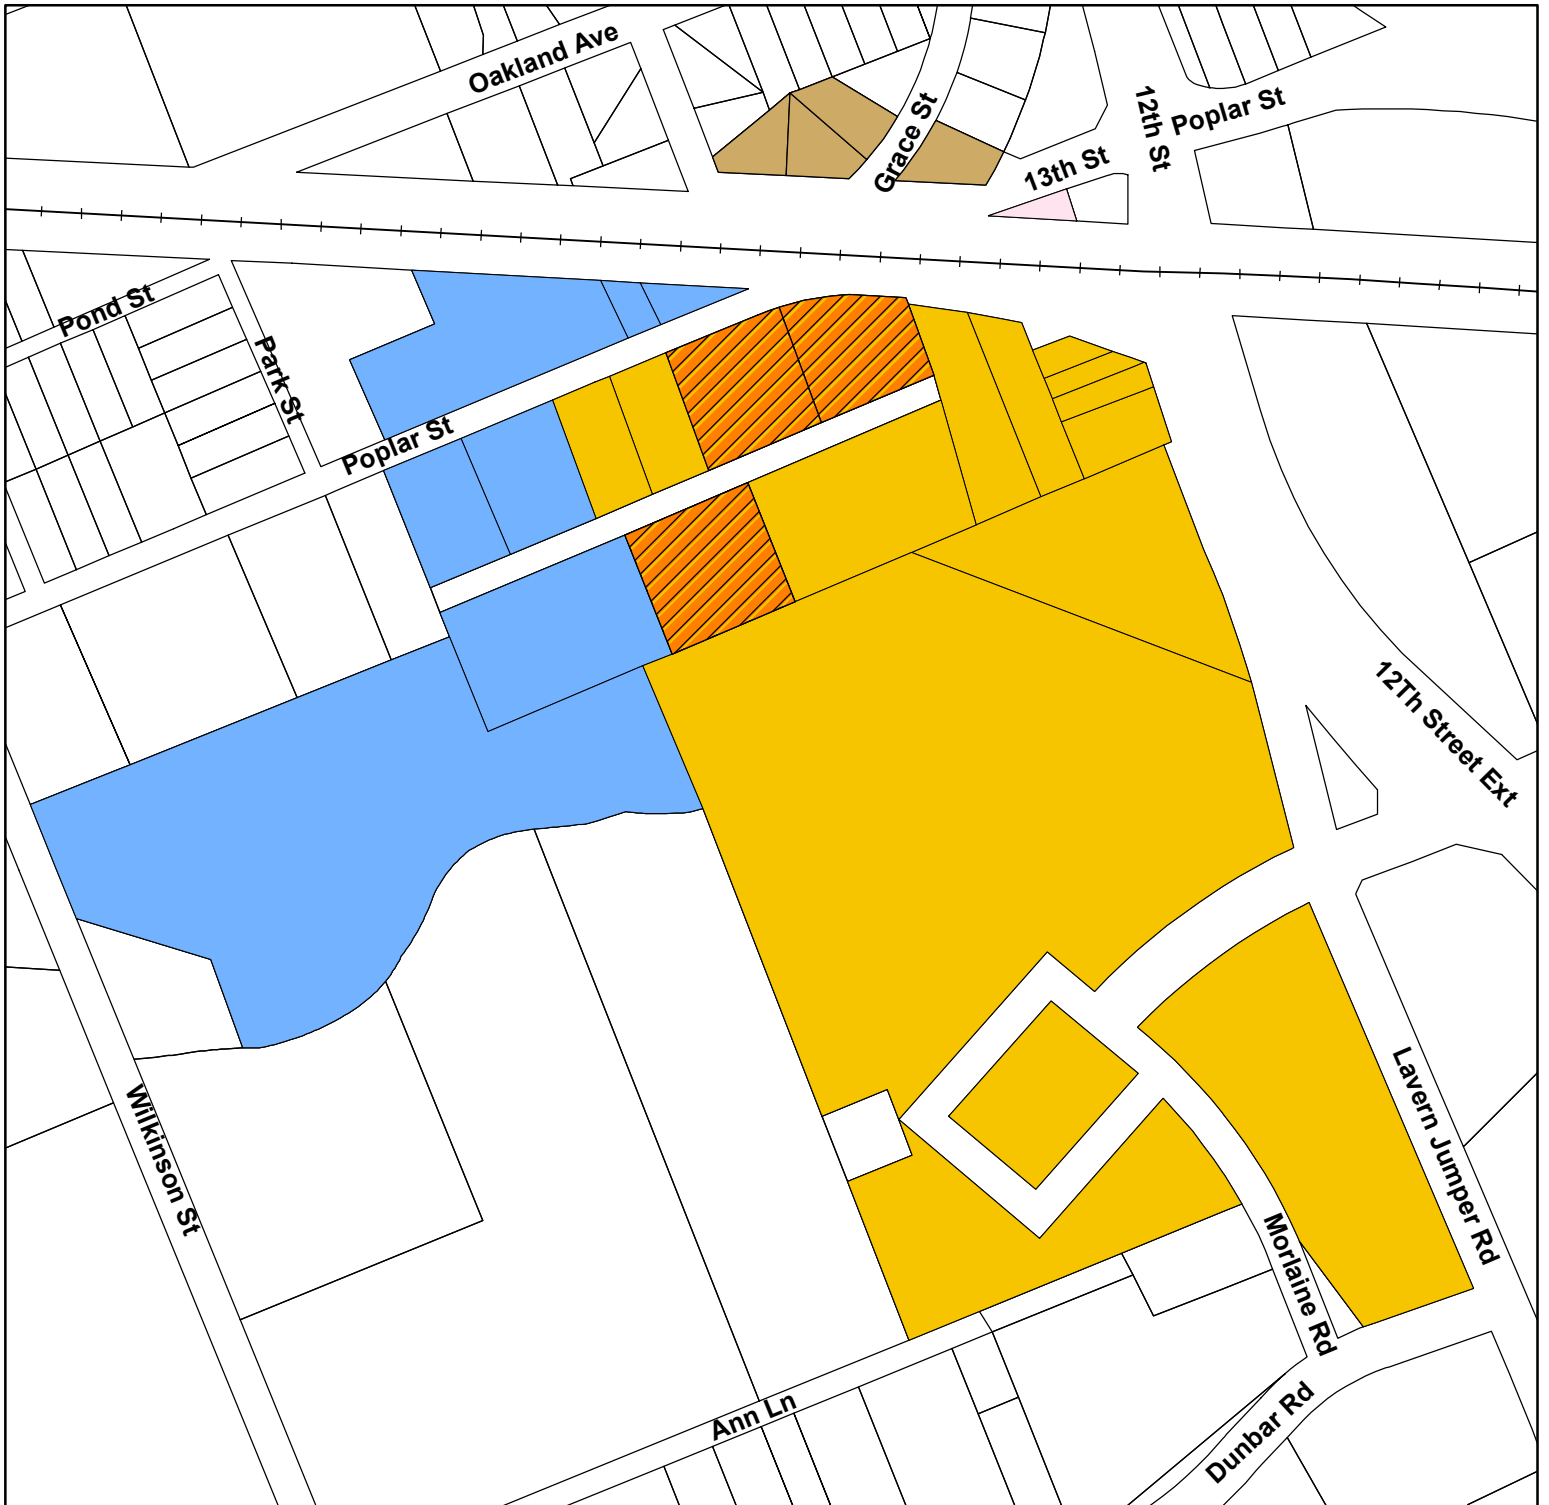 Oakland Ave
Grace St
12th St
Poplar St
13th St
Pond St
Park St
Poplar St
12Th Street Ext
Wilkinson St
Lavern Jumper Rd
Morlaine Rd
Ann Ln
Dunbar Rd